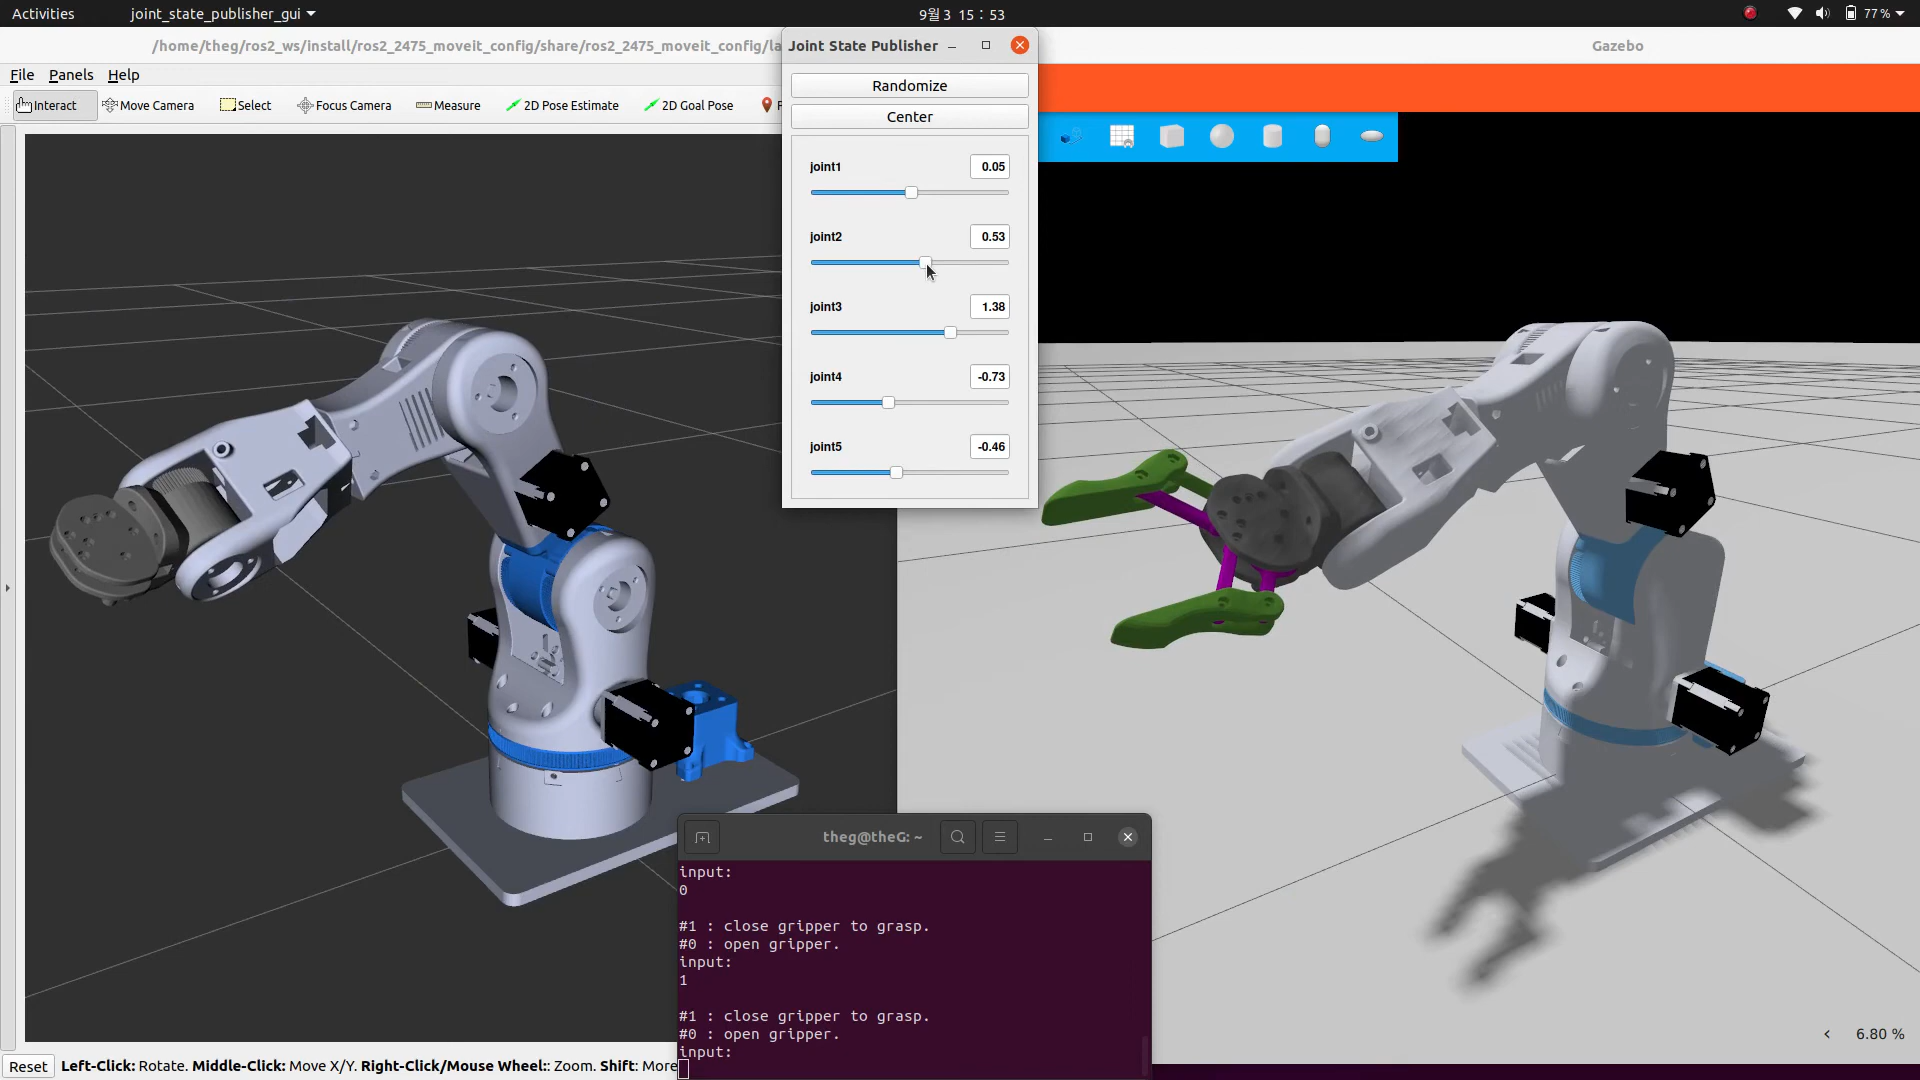 Activities
joint_state_publisher_gui
9월 3 15 : 53
77 %
/home/theg/ros2_ws/install/ros2_2475_moveit_config/share/ros2_2475_moveit_config/la
Joint State Publisher
Gazebo
File
Panels
Help
Interact
Move Camera
Select
Focus Camera
Measure
2D Pose Estimate
2D Goal Pose
Randomize
Center
joint1
0.05
joint2
0.53
joint3
1.38
joint4
-0.73
joint5
-0.46
theg@theG: ~
input:
0
#1 : close gripper to grasp.
#0 : open gripper.
input:
1
#1 : close gripper to grasp.
#0 : open gripper.
input:
6.80 %
Reset
Left-Click: Rotate. Middle-Click: Move X/Y. Right-Click/Mouse Wheel:: Zoom. Shift: More